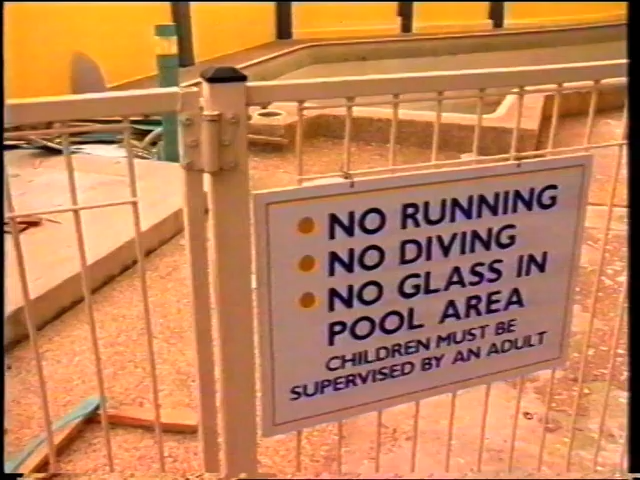 NO RUNNING
NO DIVING
NO GLASS IN
POOL AREA
CHILDREN MUST BE
SUPERVISED BY AN ADULT